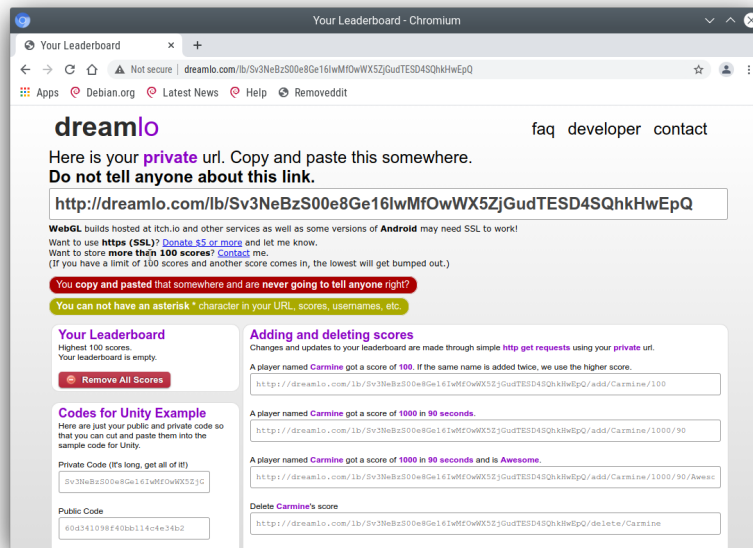 Your Leaderboard - Chromium
Your Leaderboard × +
Not secure | dreamlo.com/lb/Sv3NeBzS00e8Ge16IwMfOwWX5ZjGudTESD4SQhkHwEpQ
Apps Debian.org Latest News Help Removeddit
dreamlo
faq developer contact
Here is your private url. Copy and paste this somewhere.
Do not tell anyone about this link.
http://dreamlo.com/lb/Sv3NeBzS00e8Ge16IwMfOwWX5ZjGudTESD4SQhkHwEpQ
WebGL builds hosted at itch.io and other services as well as some versions of Android may need SSL to work!
Want to use https (SSL)? Donate $5 or more and let me know.
Want to store more than 100 scores? Contact me.
(If you have a limit of 100 scores and another score comes in, the lowest will get bumped out.)
You copy and pasted that somewhere and are never going to tell anyone right?
You can not have an asterisk * character in your URL, scores, usernames, etc.
Your Leaderboard
Highest 100 scores.
Your leaderboard is empty.
Remove All Scores
Codes for Unity Example
Here are just your public and private code so
that you can cut and paste them into the
sample code for Unity.
Private Code (It's long, get all of it!)
Sv3NeBzS00e8Ge16IwMfOwWX5ZjG
Public Code
60d341098f40bb114c4e34b2
Adding and deleting scores
Changes and updates to your leaderboard are made through simple http get requests using your private url.
A player named Carmine got a score of 100. If the same name is added twice, we use the higher score.
http://dreamlo.com/lb/Sv3NeBzS00e8Ge16IwMfOwWX5ZjGudTESD4SQhkHwEpQ/add/Carmine/100
A player named Carmine got a score of 1000 in 90 seconds.
http://dreamlo.com/lb/Sv3NeBzS00e8Ge16IwMfOwWX5ZjGudTESD4SQhkHwEpQ/add/Carmine/1000/90
A player named Carmine got a score of 1000 in 90 seconds and is Awesome.
http://dreamlo.com/lb/Sv3NeBzS00e8Ge16IwMfOwWX5ZjGudTESD4SQhkHwEpQ/add/Carmine/1000/90/Awesc
Delete Carmine's score
http://dreamlo.com/lb/Sv3NeBzS00e8Ge16IwMfOwWX5ZjGudTESD4SQhkHwEpQ/delete/Carmine